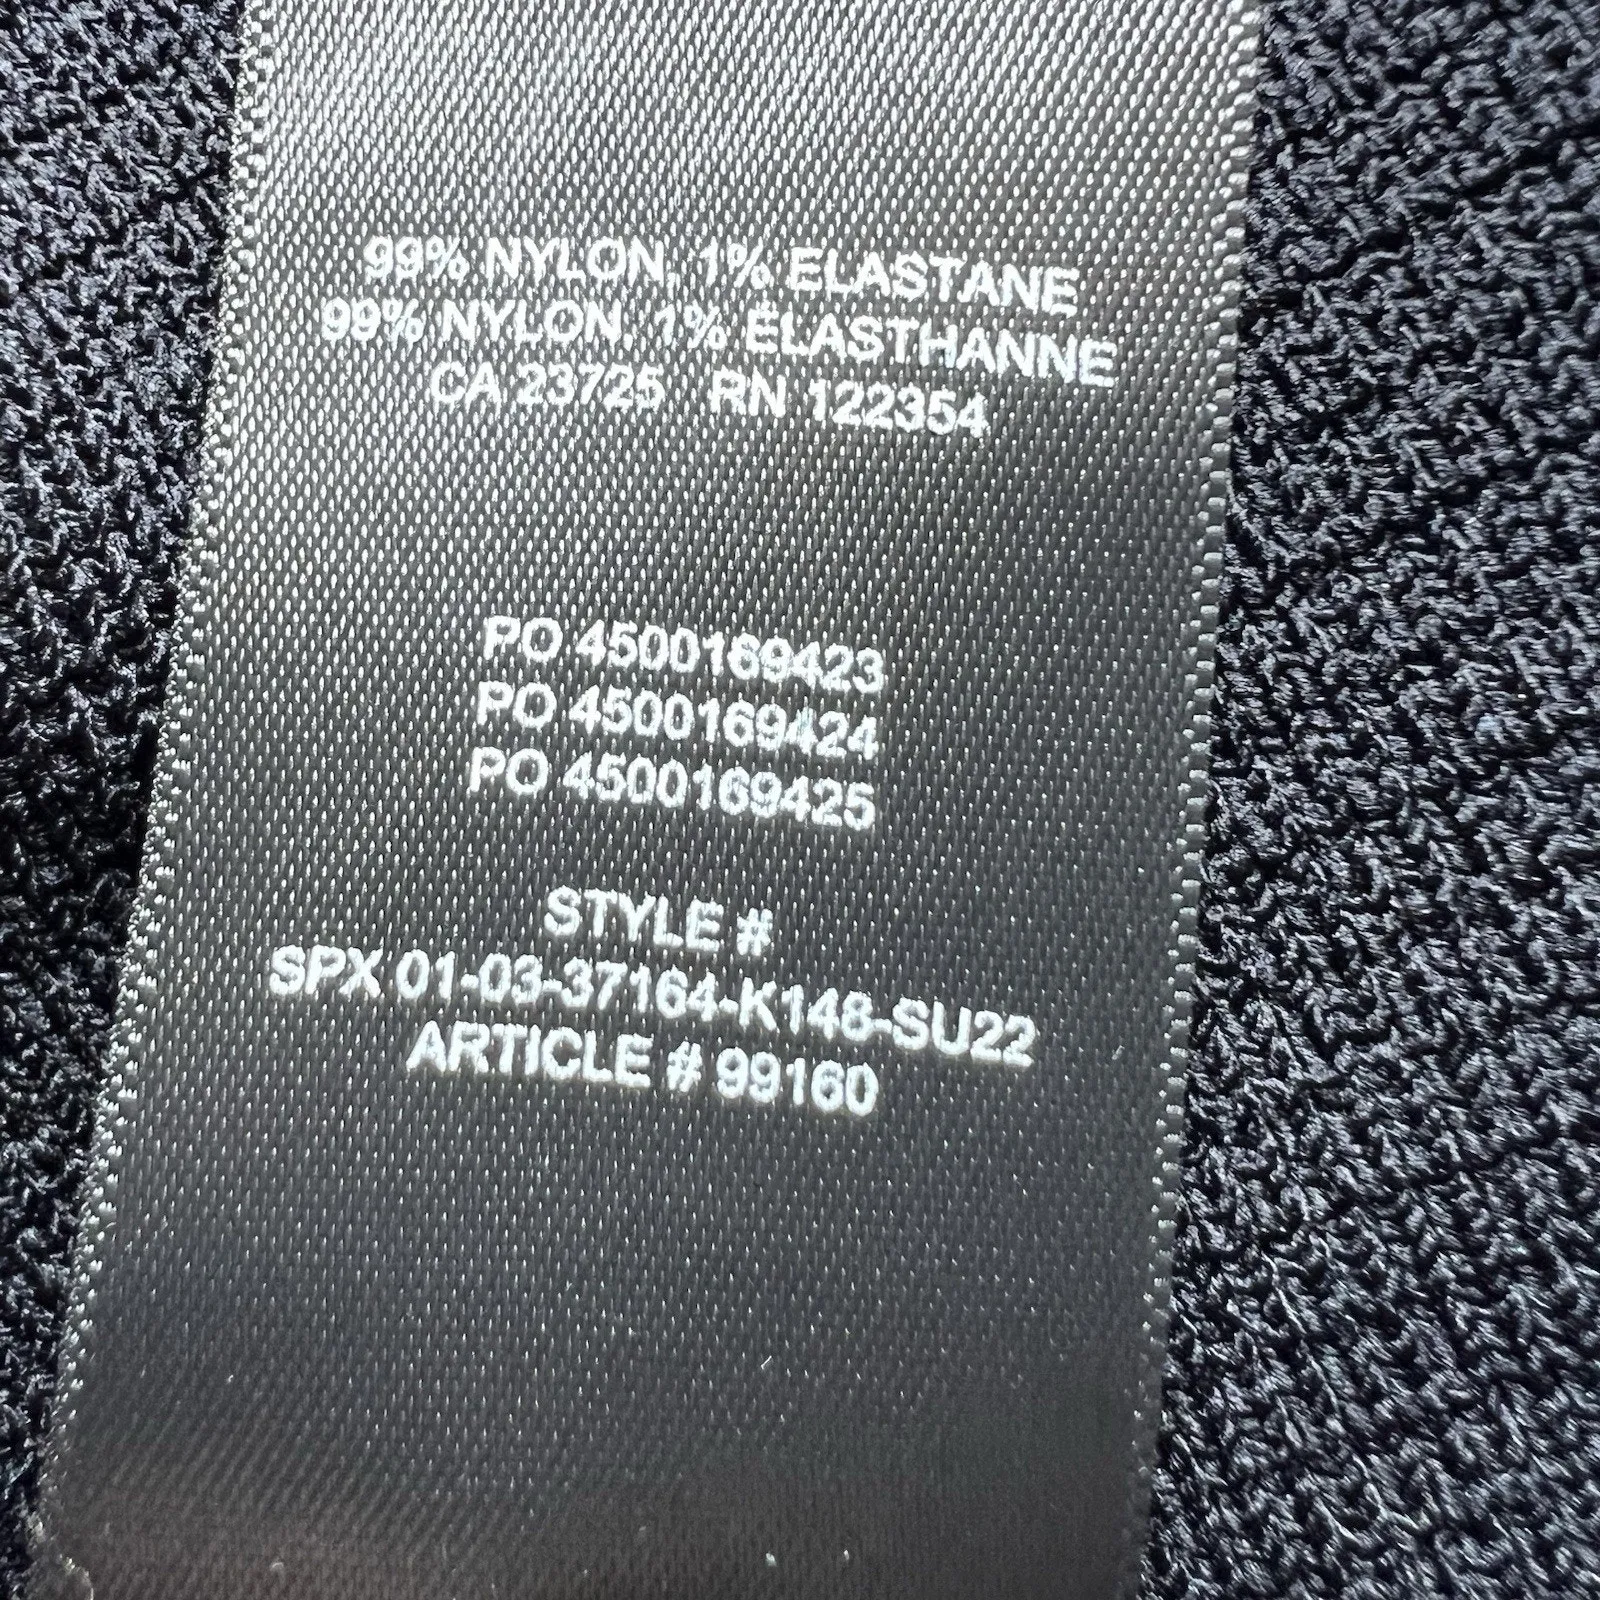 99% NYLON, 1% ELASTANE
99% NYLON, 1% ÉLASTHANNE
CA 23725 RN 122354
PO 4500169423
PO 4500169424
PO 4500169425
STYLE #
SPX 01-03-37164-K148-SU22
ARTICLE # 99160